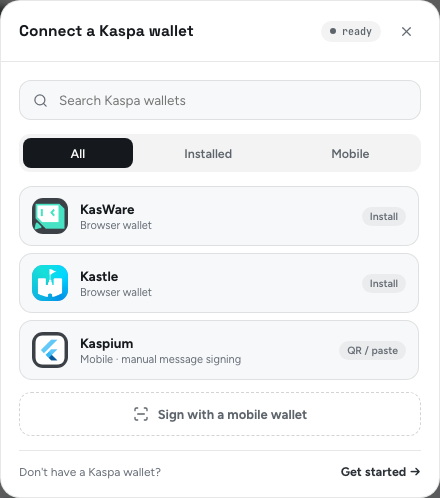 Connect a Kaspa wallet
ready
Search Kaspa wallets
All Installed Mobile
KasWare
Browser wallet
Install
Kastle
Browser wallet
Install
Kaspium
Mobile · manual message signing
QR / paste
Sign with a mobile wallet
Don't have a Kaspa wallet? Get started →